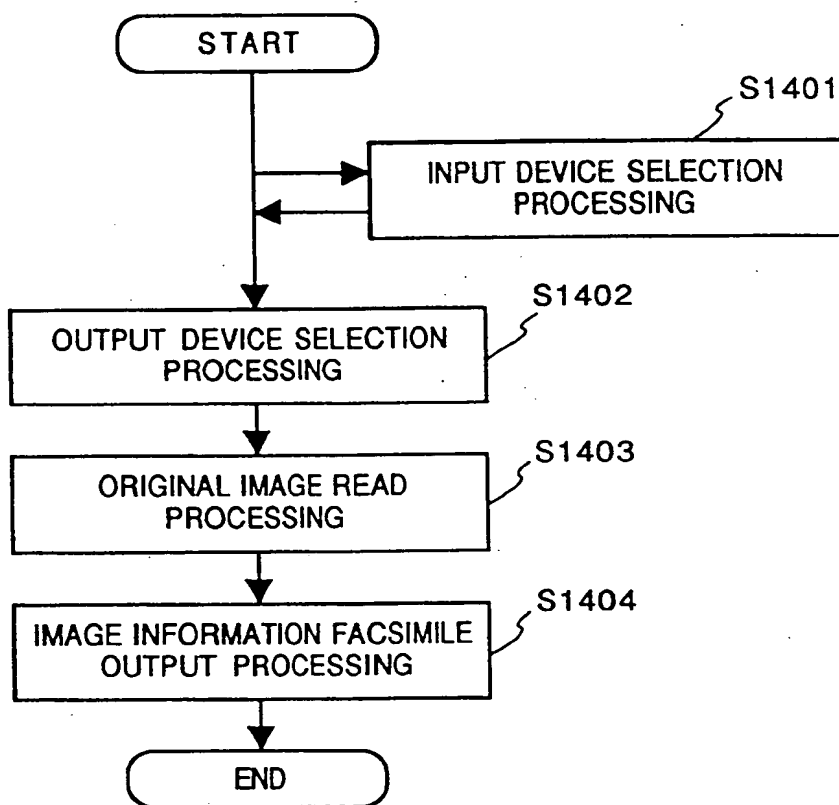 START
S1401
INPUT DEVICE SELECTION
PROCESSING
S1402
OUTPUT DEVICE SELECTION
PROCESSING
S1403
ORIGINAL IMAGE READ
PROCESSING
S1404
IMAGE INFORMATION FACSIMILE
OUTPUT PROCESSING
END